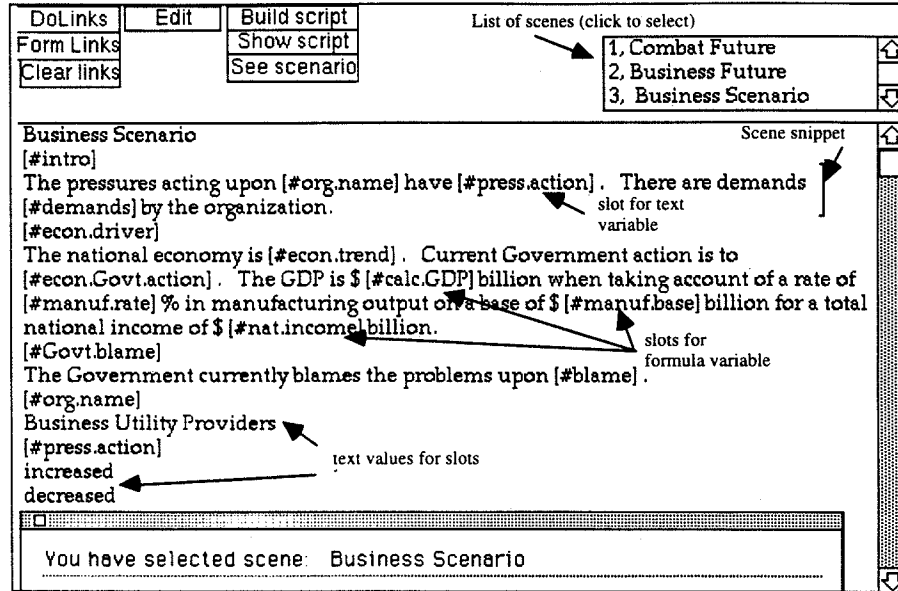 DoLinks
Edit
Build script
Form Links
Show script
Clear links
See scenario
List of scenes (click to select)
1, Combat Future
2, Business Future
3, Business Scenario
Business Scenario
Scene snippet
[#intro]
The pressures acting upon [#org.name] have [#press.action] . There are demands
[#demands] by the organization.
slot for text
variable
[#econ.driver]
The national economy is [#econ.trend] . Current Government action is to
[#econ.Govt.action] . The GDP is $ [#calc.GDP] billion when taking account of a rate of
[#manuf.rate] % in manufacturing output on a base of $ [#manuf.base] billion for a total
national income of $ [#nat.income] billion.
slots for
formula variable
[#Govt.blame]
The Government currently blames the problems upon [#blame] .
[#org.name]
Business Utility Providers
[#press.action]
text values for slots
increased
decreased
You have selected scene: Business Scenario